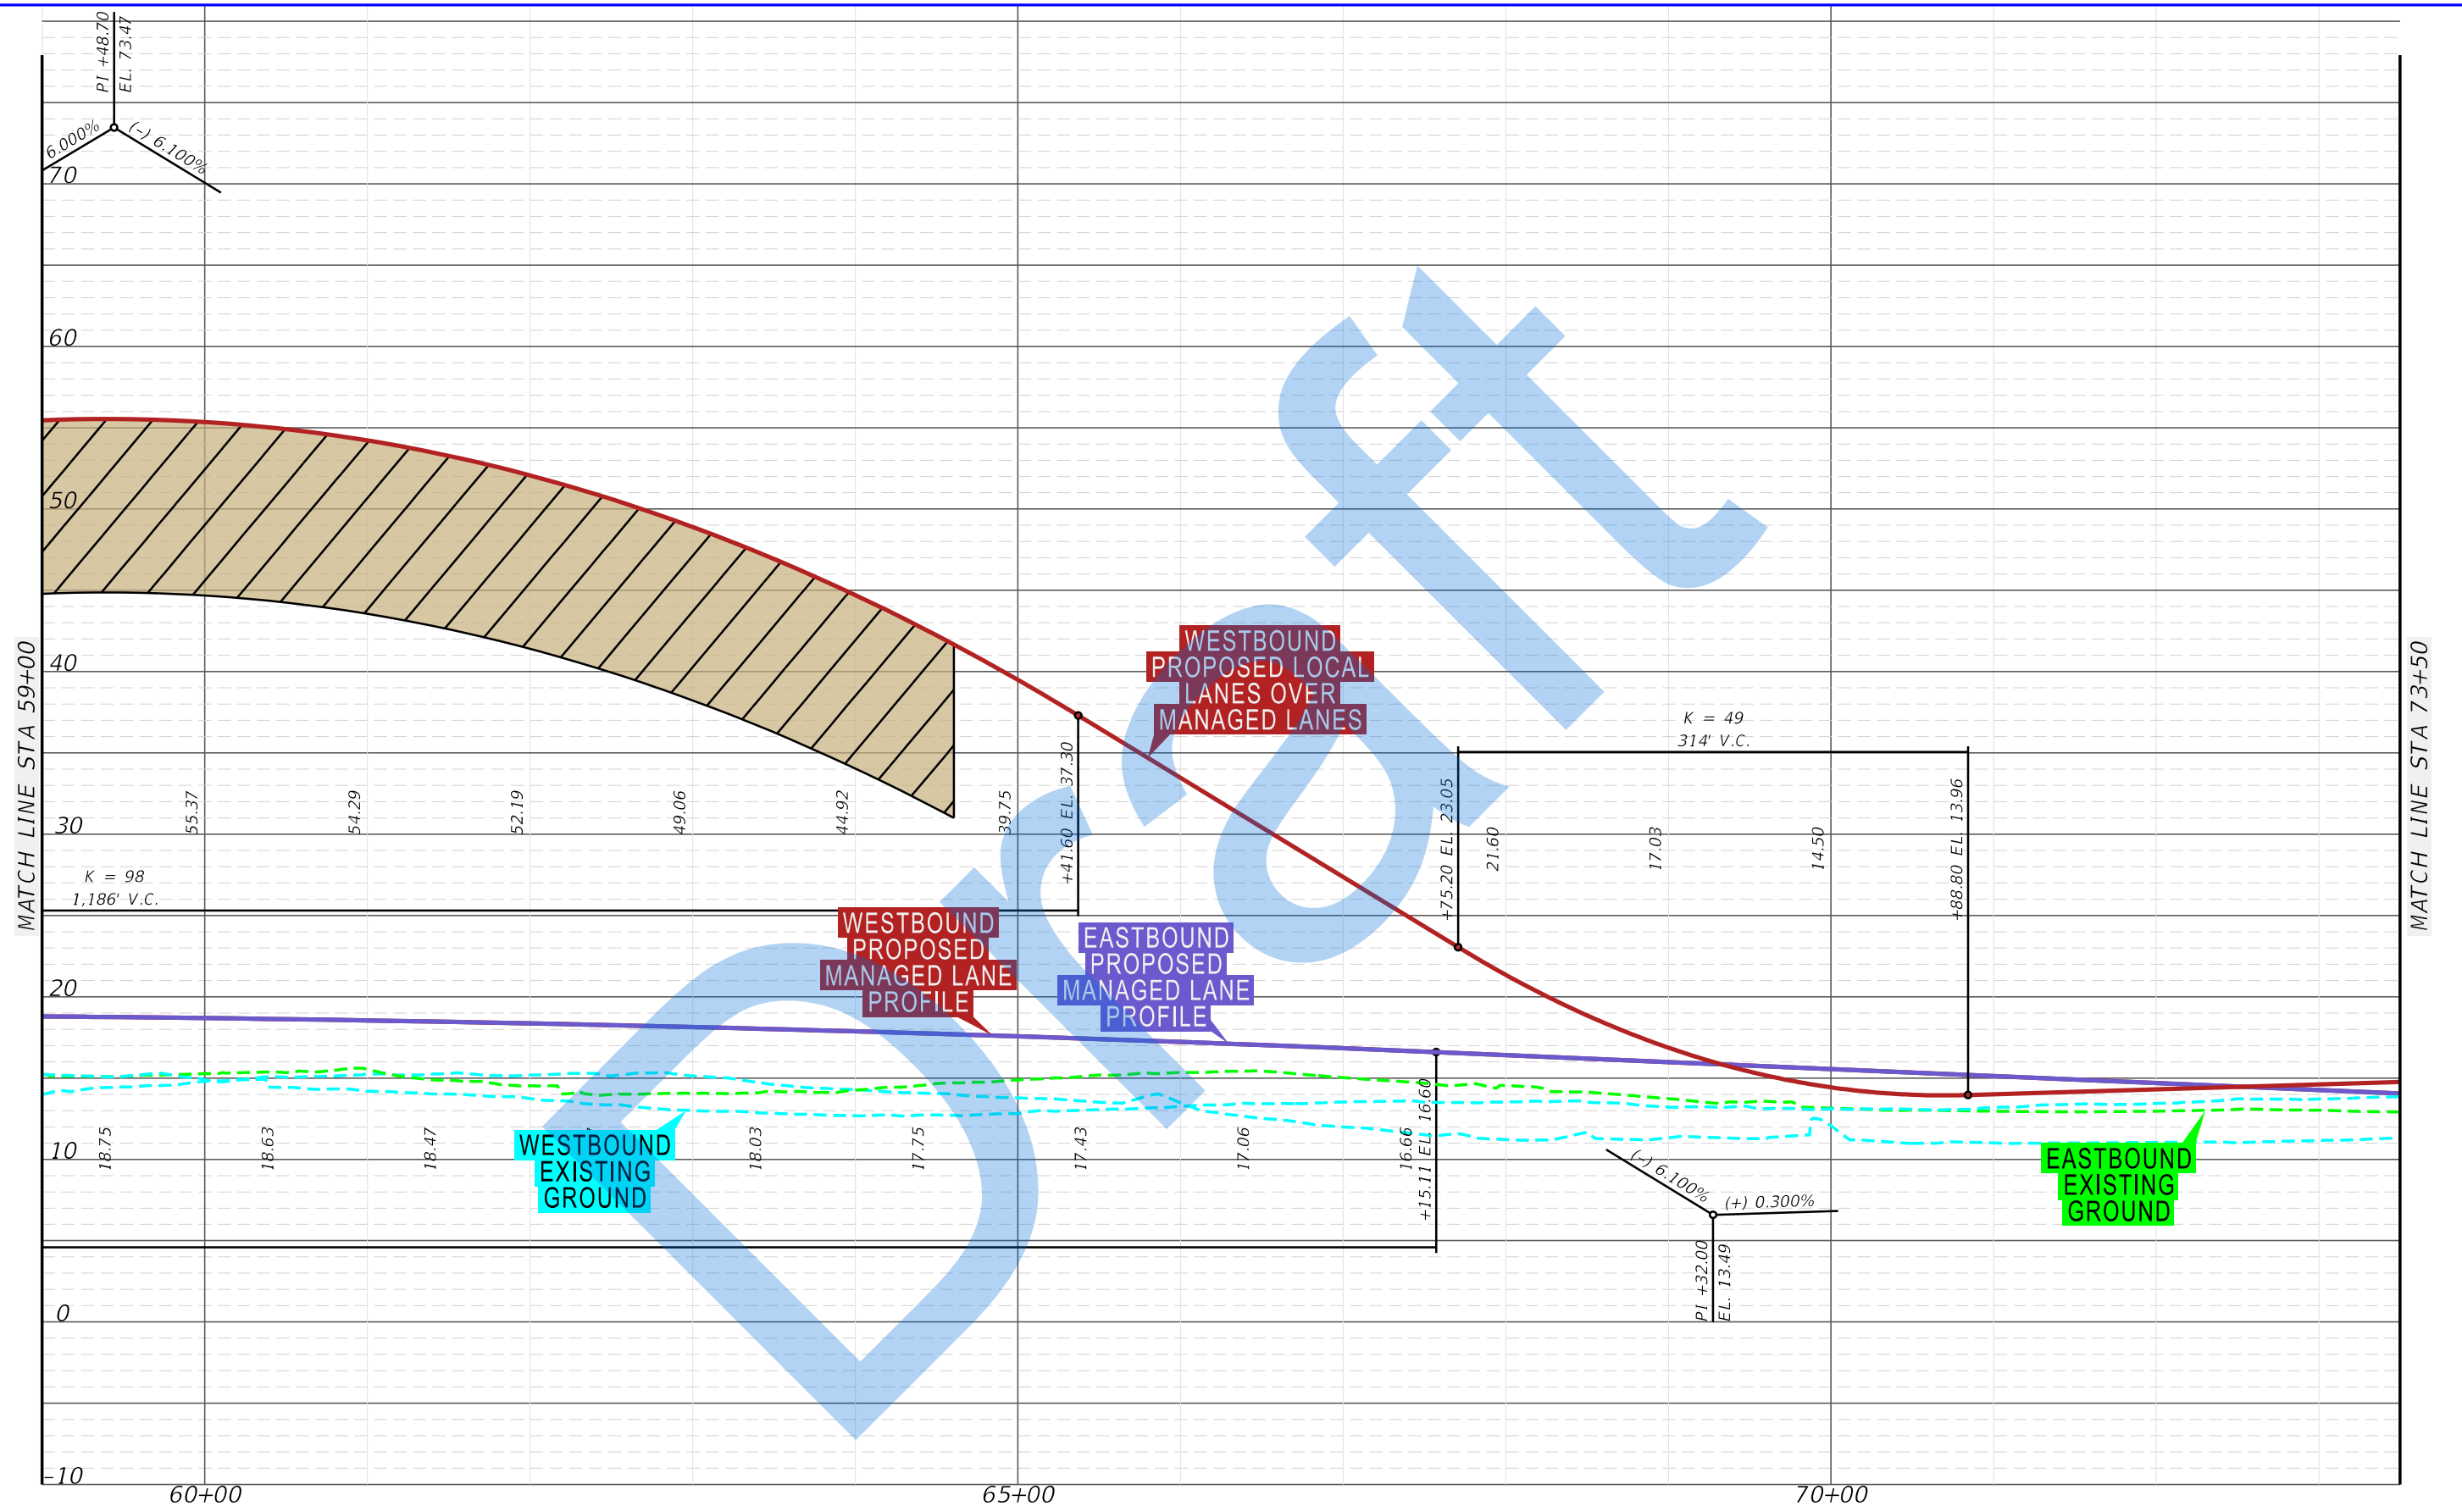 PI +48.70
EL. 73.47
6.000%
(-) 6.100%
70
60
50
40
30
20
10
0
-10
MATCH LINE STA 59+00
MATCH LINE STA 73+50
Draft
WESTBOUND
PROPOSED LOCAL
LANES OVER
MANAGED LANES
K = 49
314' V.C.
55.37
54.29
52.19
49.06
44.92
39.75
+41.60 EL. 37.30
+75.20 EL. 23.05
21.60
17.03
14.50
+88.80 EL. 13.96
K = 98
1,186' V.C.
WESTBOUND
PROPOSED
MANAGED LANE
PROFILE
EASTBOUND
PROPOSED
MANAGED LANE
PROFILE
18.75
18.63
18.47
WESTBOUND
EXISTING
GROUND
18.03
17.75
17.43
17.06
16.66
+15.11 EL. 16.60
(-) 6.100%
(+) 0.300%
PI +32.00
EL. 13.49
EASTBOUND
EXISTING
GROUND
60+00
65+00
70+00